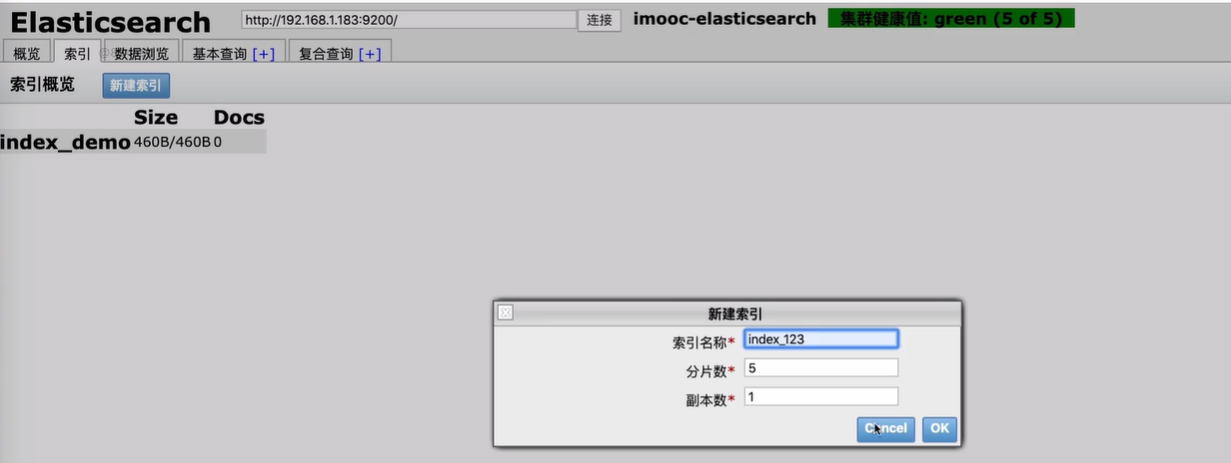 Elasticsearch
http://192.168.1.183:9200/
连接
imooc-elasticsearch
集群健康值: green (5 of 5)
概览
索引
数据浏览
基本查询 [+]
复合查询 [+]
索引概览
新建索引
Size Docs
index_demo 460B/460B 0
新建索引
索引名称* index_123
分片数* 5
副本数* 1
Cancel
OK